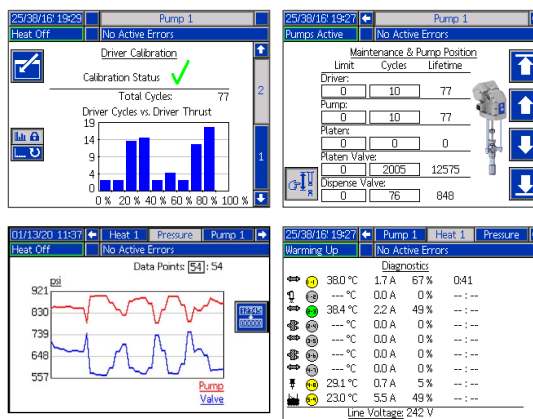 25/38/16' 19:29 Pump 1
Heat Off No Active Errors
Driver Calibration
Calibration Status
Total Cycles: 77
Driver Cycles vs. Driver Thrust
19
14
9
4
0 % 20 % 40 % 60 % 80 % 100 %
2
1
25/38/16' 19:27 Pump 1
Pumps Active No Active Errors
Maintenance & Pump Position
Limit Cycles Lifetime
Driver:
0 10 77
Pump:
0 10 77
Platen:
0 0 0
Platen Valve:
0 2005 12575
Dispense Valve:
0 76 848
01/13/20 11:37 Heat 1 Pressure Pump 1
Heat Off No Active Errors
Data Points: 54 : 54
psi
921
830
739
648
557
Pump
Valve
12345
00000
25/38/16' 19:27 Pump 1 Heat 1 Pressure
Warming Up No Active Errors
Diagnostics
38.0 °C 1.7 A 67 % 0:41
--- °C 0.0 A 0 % -- : --
38.4 °C 2.2 A 49 % -- : --
--- °C 0.0 A 0 % -- : --
--- °C 0.0 A 0 % -- : --
--- °C 0.0 A 0 % -- : --
--- °C 0.0 A 0 % -- : --
29.1 °C 0.7 A 5 % -- : --
23.0 °C 5.5 A 49 % -- : --
Line Voltage: 242 V